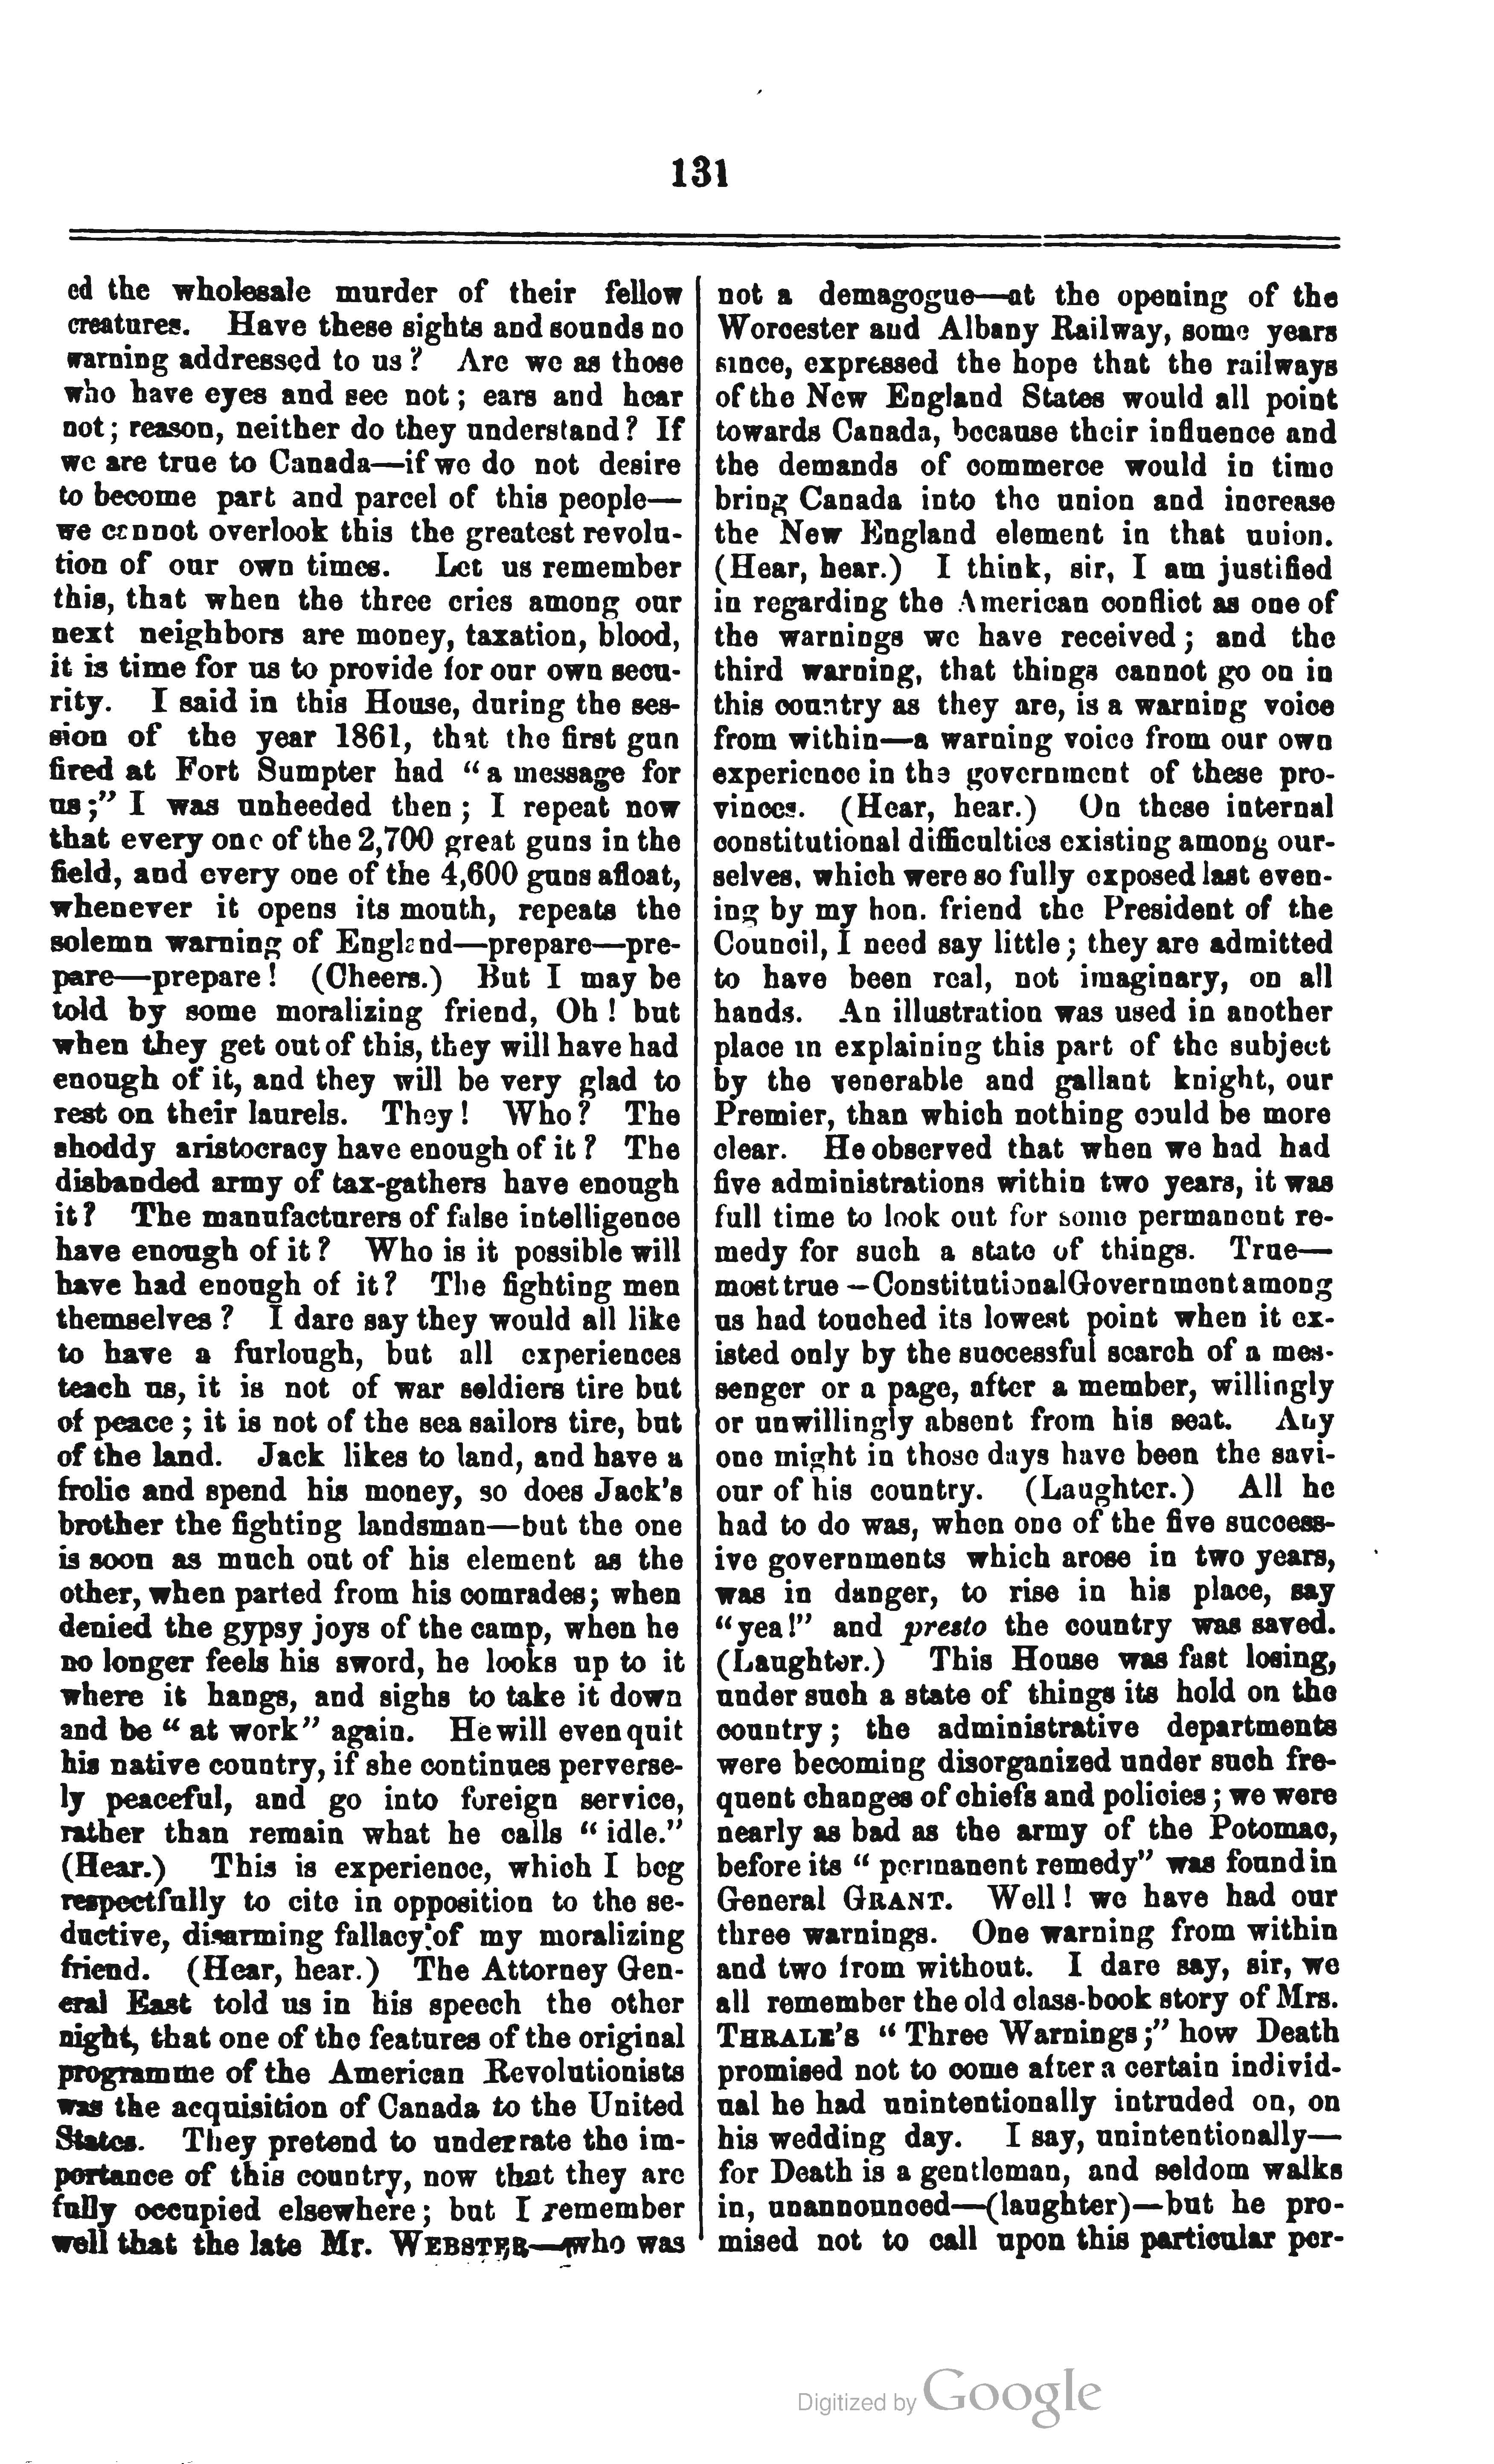 131
ed the wholesale murder of their fellow
creatures. Have these sights and sounds no
warning addressed to us? Are we as those
who have eyes and see not; ears and hear
not; reason, neither do they understand? If
we are true to Canada—if we do not desire
to become part and parcel of this people—
we cannot overlook this the greatest revolu-
tion of our own times. Let us remember
this, that when the three cries among our
next neighbors are money, taxation, blood,
it is time for us to provide for our own secu-
rity. I said in this House, during the ses-
sion of the year 1861, that the first gun
fired at Fort Sumpter had "a message for
us;" I was unheeded then; I repeat now
that every one of the 2,700 great guns in the
field, and every one of the 4,600 guns afloat,
whenever it opens its mouth, repeats the
solemn warning of England—prepare—pre-
pare—prepare! (Cheers.) But I may be
told by some moralizing friend, Oh! but
when they get out of this, they will have had
enough of it, and they will be very glad to
rest on their laurels. They! Who? The
shoddy aristocracy have enough of it? The
disbanded army of tax-gathers have enough
it? The manufacturers of false intelligence
have enough of it? Who is it possible will
have had enough of it? The fighting men
themselves? I dare say they would all like
to have a furlough, but all experiences
teach us, it is not of war soldiers tire but
of peace; it is not of the sea sailors tire, but
of the land. Jack likes to land, and have a
frolic and spend his money, so does Jack's
brother the fighting landsman—but the one
is soon as much out of his element as the
other, when parted from his comrades; when
denied the gypsy joys of the camp, when he
no longer feels his sword, he looks up to it
where it hangs, and sighs to take it down
and be "at work" again. He will even quit
his native country, if she continues perverse-
ly peaceful, and go into foreign service,
rather than remain what he calls "idle."
(Hear.) This is experience, which I beg
respectfully to cite in opposition to the se-
ductive, disarming fallacy of my moralizing
friend. (Hear, hear.) The Attorney Gen-
eral East told us in his speech the other
night, that one of the features of the original
programme of the American Revolutionists
was the acquisition of Canada to the United
States. They pretend to underrate the im-
portance of this country, now that they are
fully occupied elsewhere; but I remember
well that the late Mr. WEBSTER—who was
not a demagogue—at the opening of the
Worcester and Albany Railway, some years
since, expressed the hope that the railways
of the New England States would all point
towards Canada, because their influence and
the demands of commerce would in time
bring Canada into the union and increase
the New England element in that union.
(Hear, hear.) I think, sir, I am justified
in regarding the American conflict as one of
the warnings we have received; and the
third warning, that things cannot go on in
this country as they are, is a warning voice
from within—a warning voice from our own
experience in the government of these pro-
vinces. (Hear, hear.) On these internal
constitutional difficulties existing among our-
selves, which were so fully exposed last even-
ing by my hon. friend the President of the
Council, I need say little; they are admitted
to have been real, not imaginary, on all
hands. An illustration was used in another
place in explaining this part of the subject
by the venerable and gallant knight, our
Premier, than which nothing could be more
clear. He observed that when we had had
five administrations within two years, it was
full time to look out for some permanent re-
medy for such a state of things. True—
most true—Constitutional Government among
us had touched its lowest point when it ex-
isted only by the successful search of a mes-
senger or a page, after a member, willingly
or unwillingly absent from his seat. Any
one might in those days have been the savi-
our of his country. (Laughter.) All he
had to do was, when one of the five success-
ive governments which arose in two years,
was in danger, to rise in his place, say
"yea!" and presto the country was saved.
(Laughter.) This House was fast losing,
under such a state of things its hold on the
country; the administrative departments
were becoming disorganized under such fre-
quent changes of chiefs and policies; we were
nearly as bad as the army of the Potomac,
before its "permanent remedy" was found in
General GRANT. Well! we have had our
three warnings. One warning from within
and two from without. I dare say, sir, we
all remember the old class-book story of Mrs.
THRALE'S "Three Warnings;" how Death
promised not to come after a certain individ-
ual he had unintentionally intruded on, on
his wedding day. I say, unintentionally—
for Death is a gentleman, and seldom walks
in, unannounced—(laughter)—but he pro-
mised not to call upon this particular per-
Digitized by Google